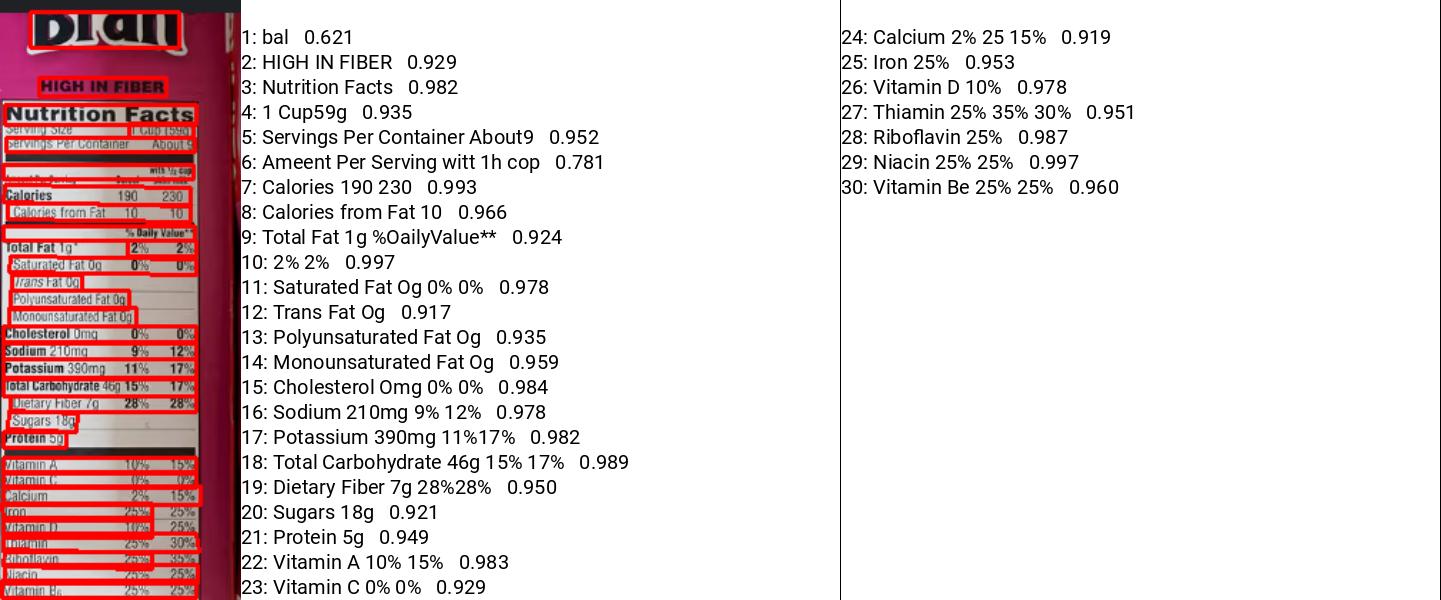 Bran
HIGH IN FIBER
Nutrition Facts
Serving Size 1 Cup (59g)
Servings Per Container About 9
with ½ cup
Calories 190 230
Calories from Fat 10 10
% Daily Value**
Total Fat 1g* 2% 2%
Saturated Fat 0g 0% 0%
Trans Fat 0g
Polyunsaturated Fat 0g
Monounsaturated Fat 0g
Cholesterol 0mg 0% 0%
Sodium 210mg 9% 12%
Potassium 390mg 11% 17%
Total Carbohydrate 46g 15% 17%
Dietary Fiber 7g 28% 28%
Sugars 18g
Protein 5g
Vitamin A 10% 15%
Vitamin C 0% 0%
Calcium 2% 15%
Iron 25% 25%
Vitamin D 10% 25%
Thiamin 25% 30%
Riboflavin 25% 35%
Niacin 25% 25%
Vitamin B6 25% 25%
1: bal 0.621
2: HIGH IN FIBER 0.929
3: Nutrition Facts 0.982
4: 1 Cup59g 0.935
5: Servings Per Container About9 0.952
6: Ameent Per Serving witt 1h cop 0.781
7: Calories 190 230 0.993
8: Calories from Fat 10 0.966
9: Total Fat 1g %OailyValue** 0.924
10: 2% 2% 0.997
11: Saturated Fat Og 0% 0% 0.978
12: Trans Fat Og 0.917
13: Polyunsaturated Fat Og 0.935
14: Monounsaturated Fat Og 0.959
15: Cholesterol Omg 0% 0% 0.984
16: Sodium 210mg 9% 12% 0.978
17: Potassium 390mg 11%17% 0.982
18: Total Carbohydrate 46g 15% 17% 0.989
19: Dietary Fiber 7g 28%28% 0.950
20: Sugars 18g 0.921
21: Protein 5g 0.949
22: Vitamin A 10% 15% 0.983
23: Vitamin C 0% 0% 0.929
24: Calcium 2% 25 15% 0.919
25: Iron 25% 0.953
26: Vitamin D 10% 0.978
27: Thiamin 25% 35% 30% 0.951
28: Riboflavin 25% 0.987
29: Niacin 25% 25% 0.997
30: Vitamin Be 25% 25% 0.960